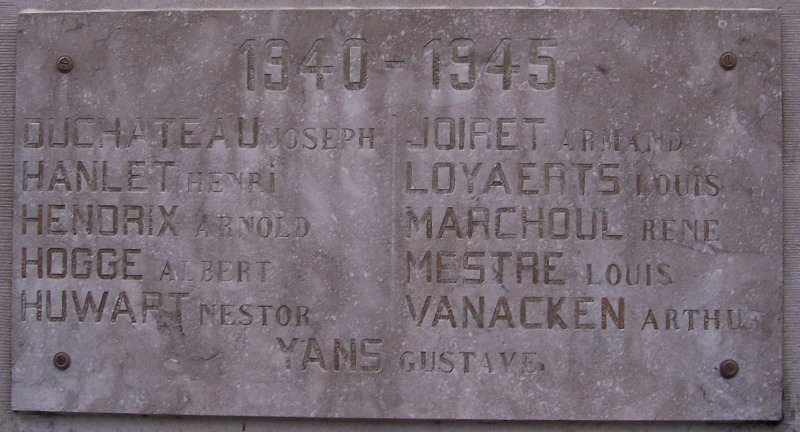 1940 - 1945
DUCHATEAU JOSEPH
HANLET HENRI
HENDRIX ARNOLD
HOGGE ALBERT
HUWART NESTOR
JOIRET ARMAND
LOYAERTS LOUIS
MARCHOUL RENE
MESTRE LOUIS
VANACKEN ARTHUR
YANS GUSTAVE